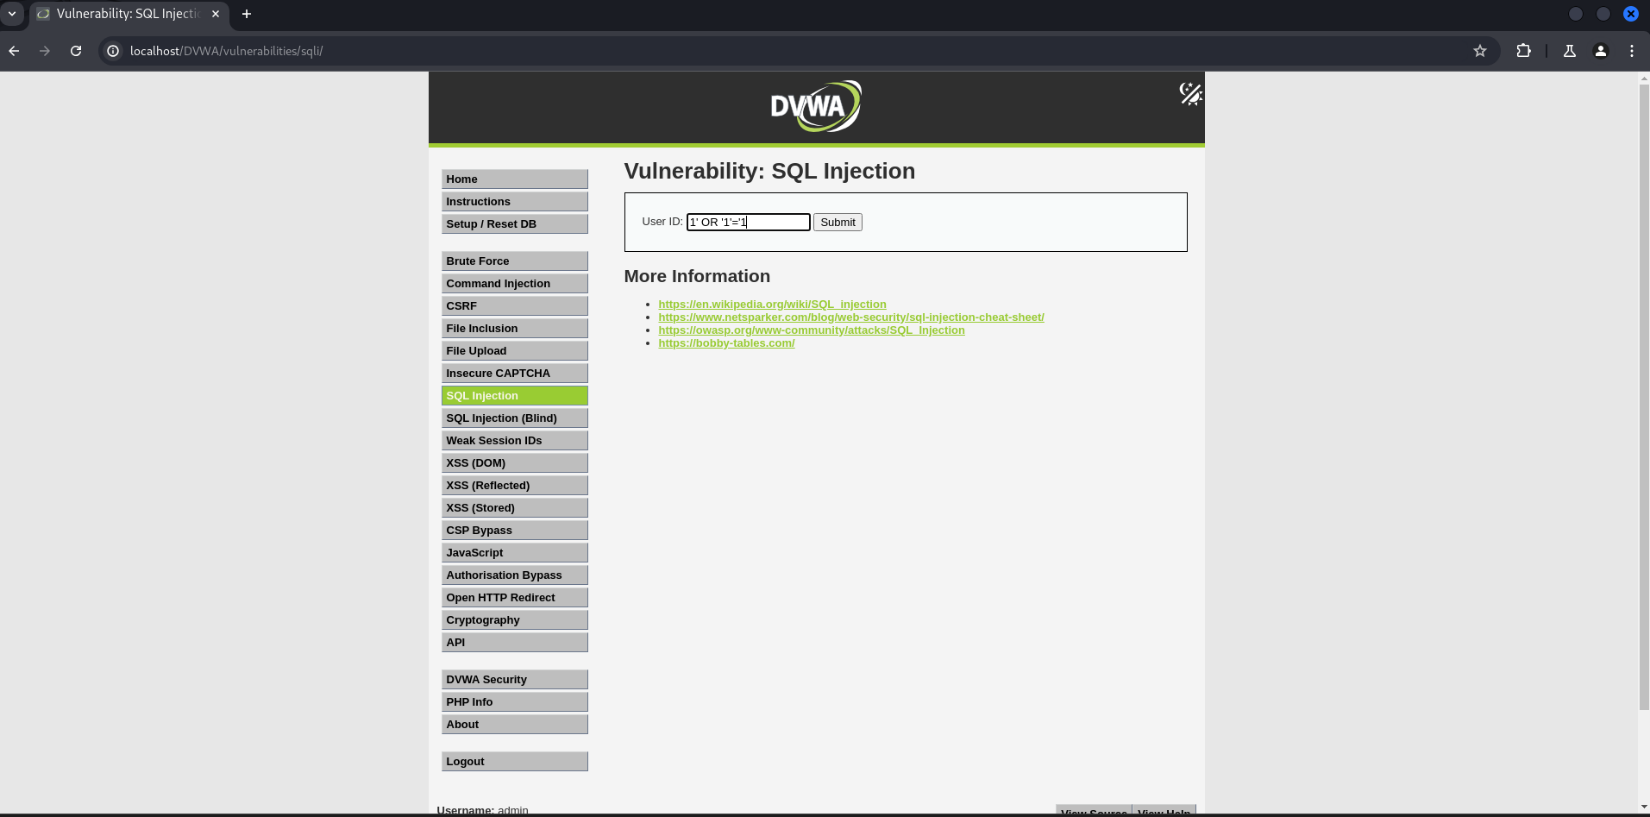 Vulnerability: SQL Injecti
localhost/DVWA/vulnerabilities/sqli/
DVWA
Home
Instructions
Setup / Reset DB
Brute Force
Command Injection
CSRF
File Inclusion
File Upload
Insecure CAPTCHA
SQL Injection
SQL Injection (Blind)
Weak Session IDs
XSS (DOM)
XSS (Reflected)
XSS (Stored)
CSP Bypass
JavaScript
Authorisation Bypass
Open HTTP Redirect
Cryptography
API
DVWA Security
PHP Info
About
Logout
Vulnerability: SQL Injection
User ID: 1' OR '1'='1 Submit
More Information
https://en.wikipedia.org/wiki/SQL_injection
https://www.netsparker.com/blog/web-security/sql-injection-cheat-sheet/
https://owasp.org/www-community/attacks/SQL_Injection
https://bobby-tables.com/
Username: admin
View Source View Help